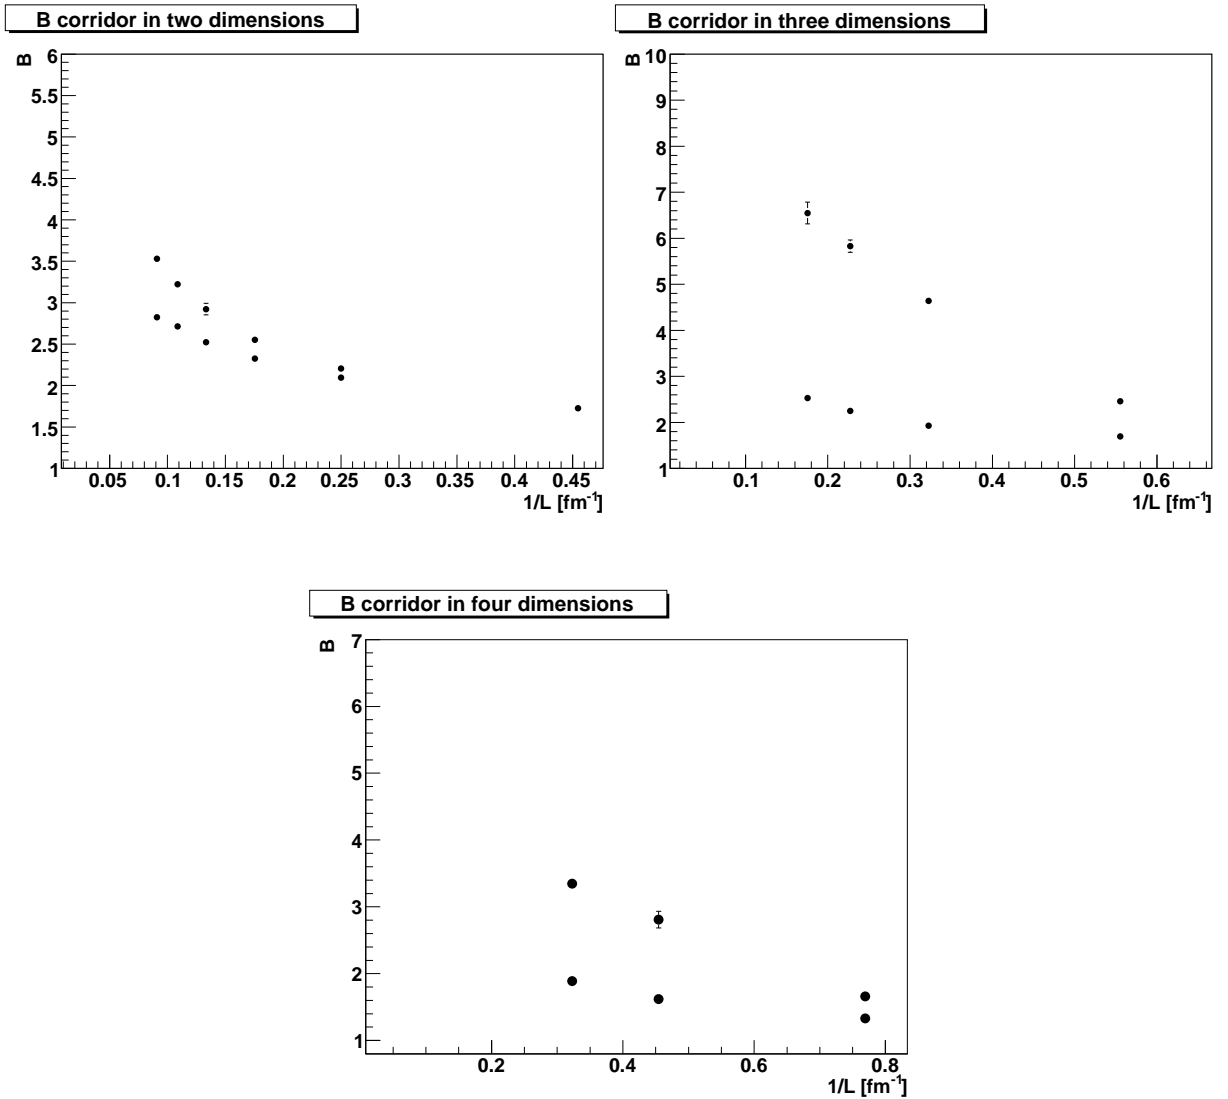 B corridor in two dimensions
B
6
5.5
5
4.5
4
3.5
3
2.5
2
1.5
1
0.05 0.1 0.15 0.2 0.25 0.3 0.35 0.4 0.45
1/L [fm-1]
B corridor in three dimensions
B
10
9
8
7
6
5
4
3
2
1
0.1 0.2 0.3 0.4 0.5 0.6
1/L [fm-1]
B corridor in four dimensions
B
7
6
5
4
3
2
1
0.2 0.4 0.6 0.8
1/L [fm-1]